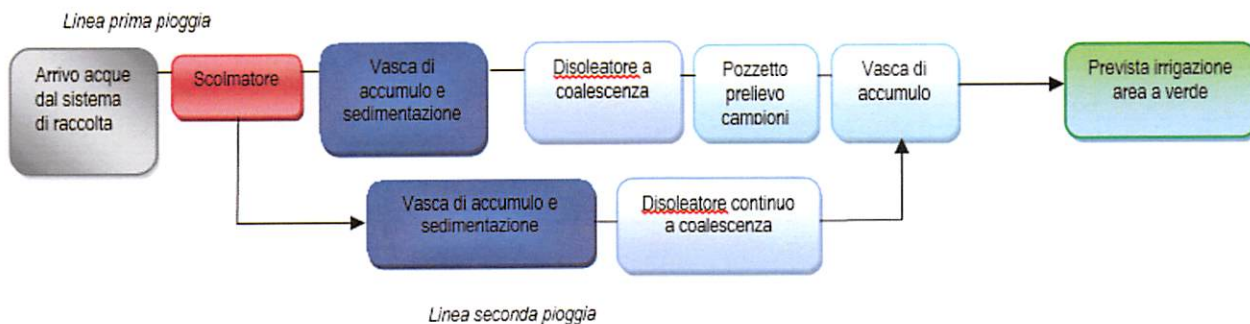 Linea prima pioggia
Arrivo acque
dal sistema
di raccolta
Scolmatore
Vasca di
accumulo e
sedimentazione
Disoleatore a
coalescenza
Pozzetto
prelievo
campioni
Vasca di
accumulo
Prevista irrigazione
area a verde
Vasca di accumulo e
sedimentazione
Disoleatore continuo
a coalescenza
Linea seconda pioggia